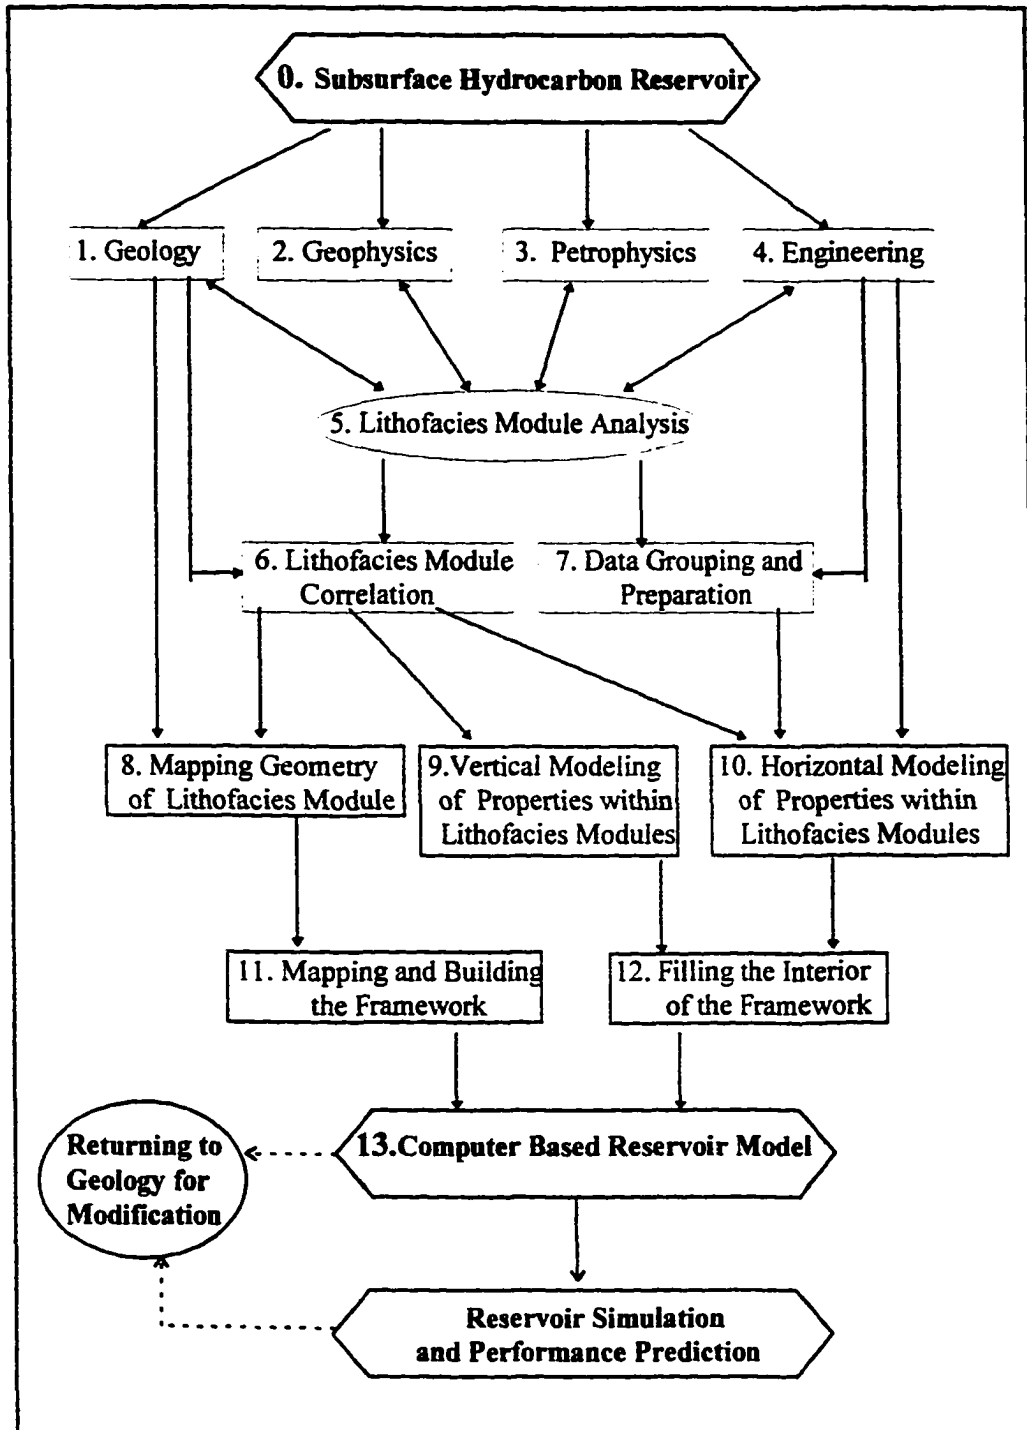 0. Subsurface Hydrocarbon Reservoir
1. Geology
2. Geophysics
3. Petrophysics
4. Engineering
5. Lithofacies Module Analysis
6. Lithofacies Module
Correlation
7. Data Grouping and
Preparation
8. Mapping Geometry
of Lithofacies Module
9.Vertical Modeling
of Properties within
Lithofacies Modules
10. Horizontal Modeling
of Properties within
Lithofacies Modules
11. Mapping and Building
the Framework
12. Filling the Interior
of the Framework
13.Computer Based Reservoir Model
Returning to
Geology for
Modification
Reservoir Simulation
and Performance Prediction